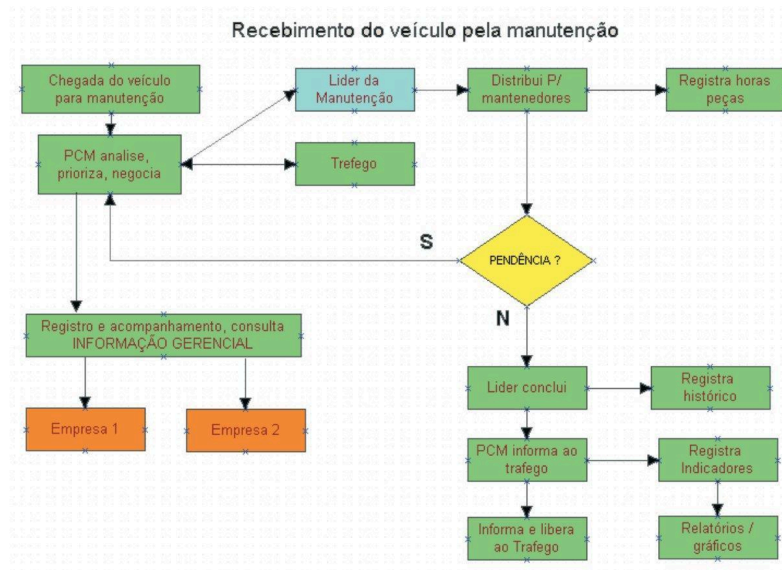 Recebimento do veículo pela manutenção
Chegada do veículo
para manutenção
Lider da
Manutenção
Distribui P/
mantenedores
Registra horas
peças
PCM analise,
prioriza, negocia
Trefego
S
PENDÊNCIA ?
N
Registro e acompanhamento, consulta
INFORMAÇÃO GERENCIAL
Empresa 1
Empresa 2
Lider conclui
Registra
histórico
PCM informa ao
trafego
Registra
Indicadores
Informa e libera
ao Trafego
Relatórios /
gráficos